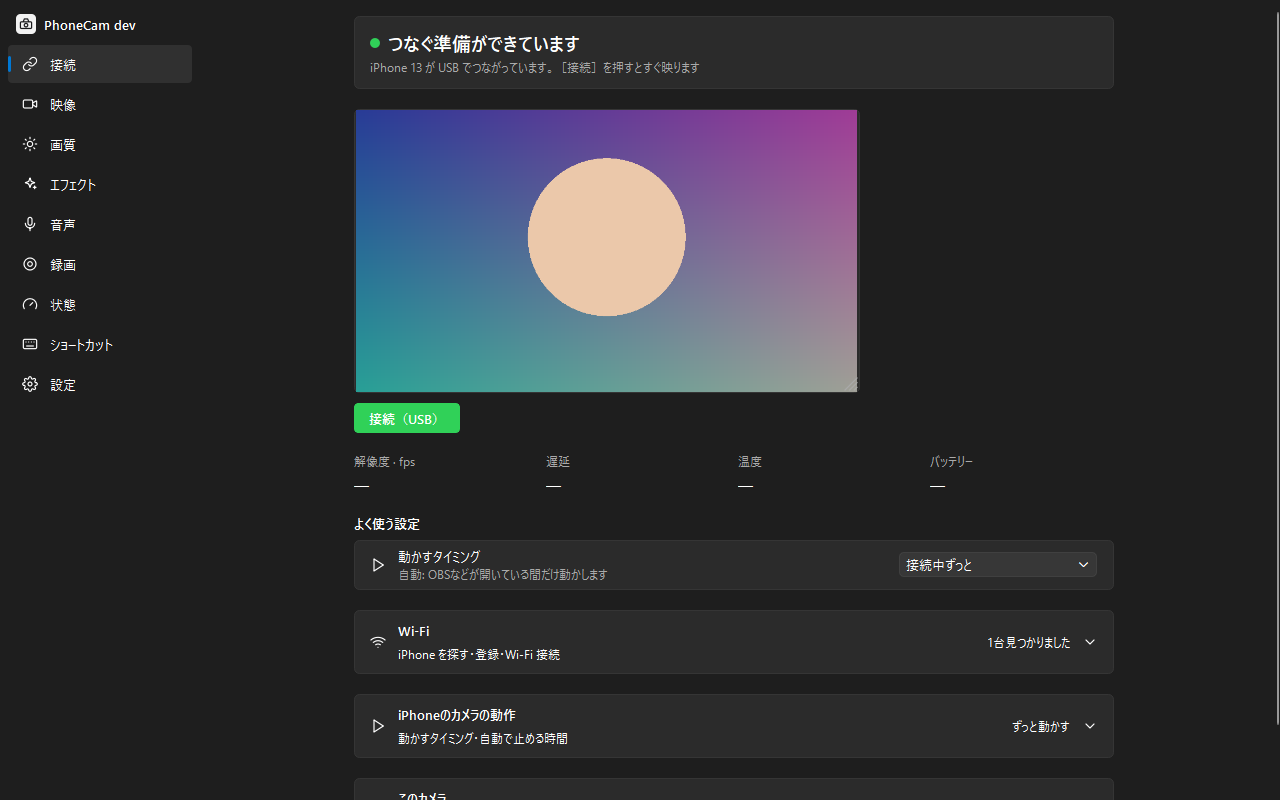 PhoneCam dev
接続
映像
画質
エフェクト
音声
録画
状態
ショートカット
設定
つなぐ準備ができています
iPhone 13 が USB でつながっています。［接続］を押すとすぐ映ります
接続（USB）
解像度 · fps
遅延
温度
バッテリー
—
—
—
—
よく使う設定
動かすタイミング
自動: OBSなどが開いている間だけ動かします
接続中ずっと
Wi-Fi
iPhone を探す・登録・Wi-Fi 接続
1台見つかりました
iPhoneのカメラの動作
動かすタイミング・自動で止める時間
ずっと動かす
このカメラ